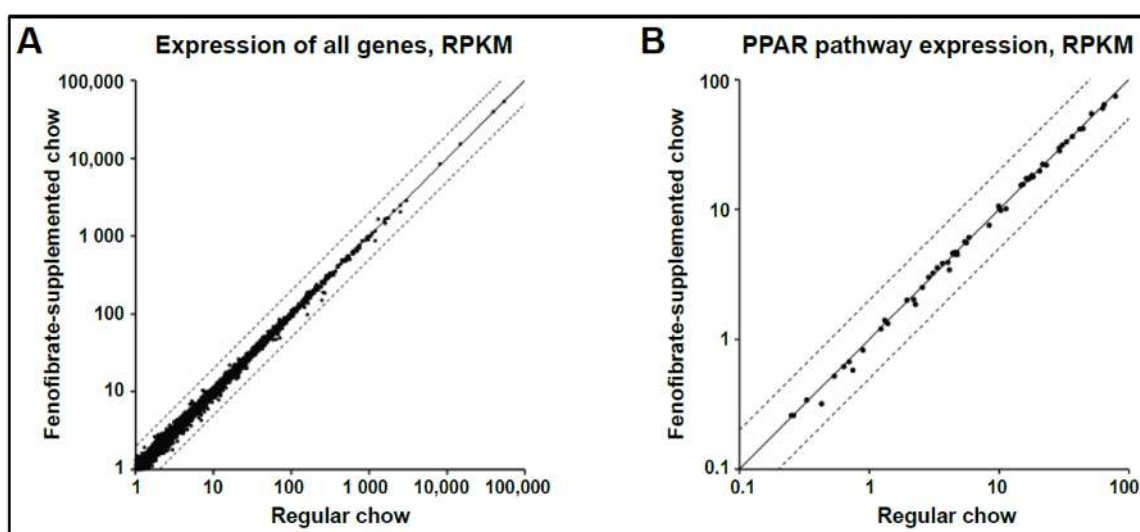 A Expression of all genes, RPKM
Fenofibrate-supplemented chow
100,000
10,000
1 000
100
10
1
1 10 100 1 000 10,000 100,000
Regular chow
B PPAR pathway expression, RPKM
Fenofibrate-supplemented chow
100
10
1
0.1
0.1 1 10 100
Regular chow